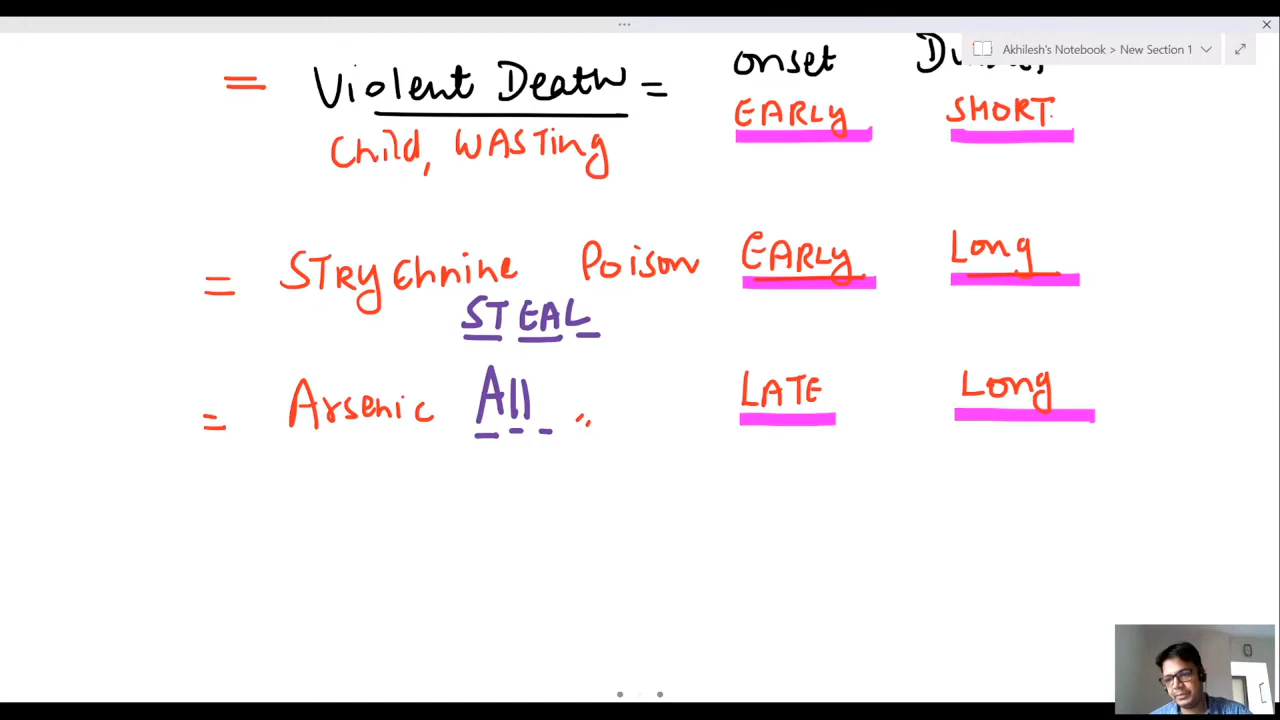 Akhilesh's Notebook > New Section 1
= Violent Death = onset
Child, WASTing EARLy SHORT
= STRyChnine Poison EARLy Long
STEAL
= Arsenic All LATE Long